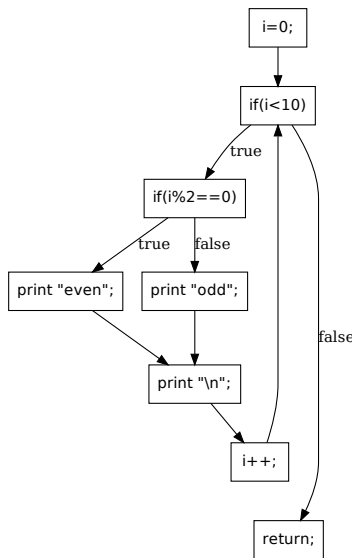 i=0;
if(i<10)
true
if(i%2==0)
true
false
print "even";
print "odd";
false
print "\n";
i++;
return;